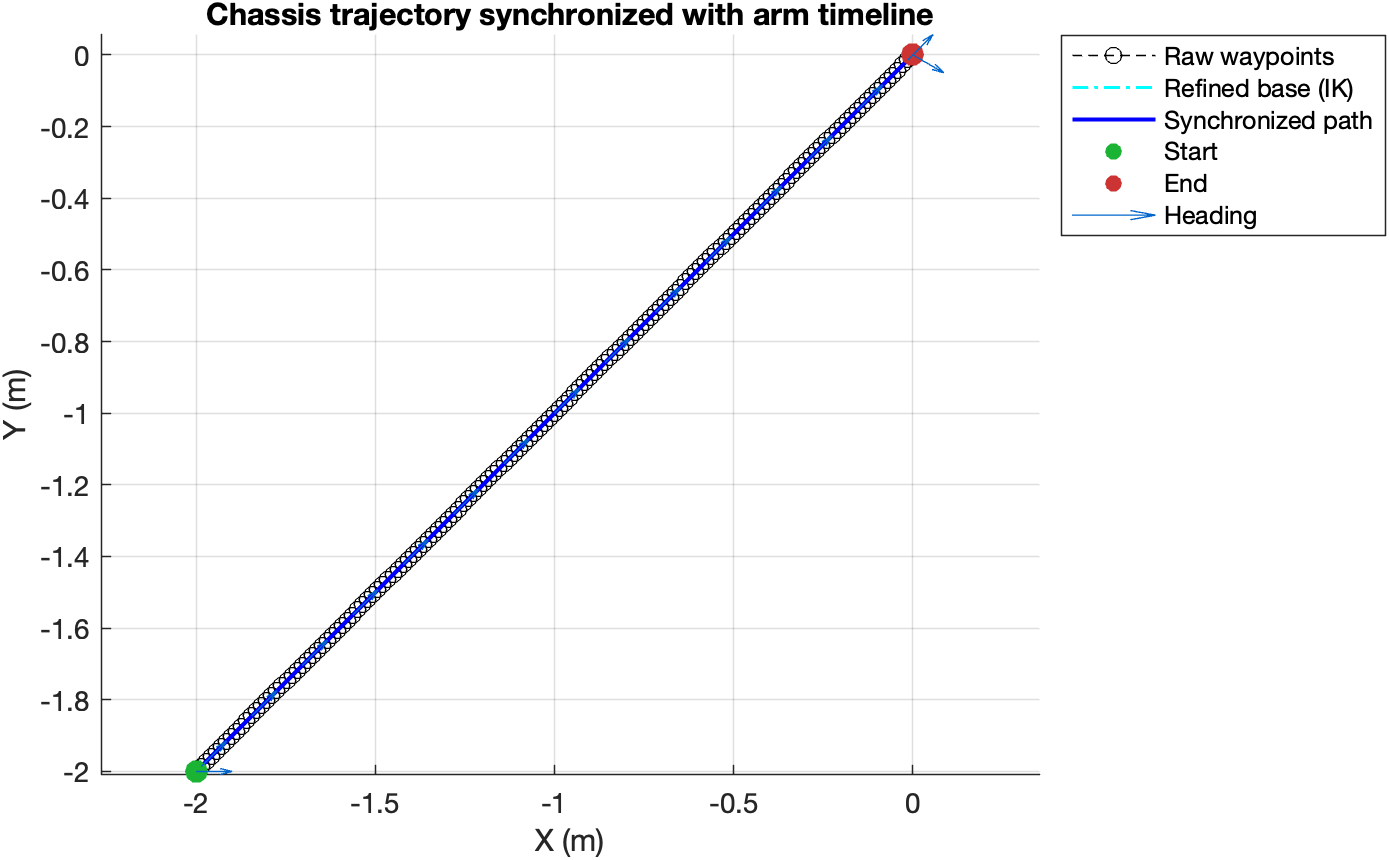 Chassis trajectory synchronized with arm timeline
0
-0.2
-0.4
-0.6
-0.8
-1
-1.2
-1.4
-1.6
-1.8
-2
Y (m)
-2
-1.5
-1
-0.5
0
X (m)
Raw waypoints
Refined base (IK)
Synchronized path
Start
End
Heading